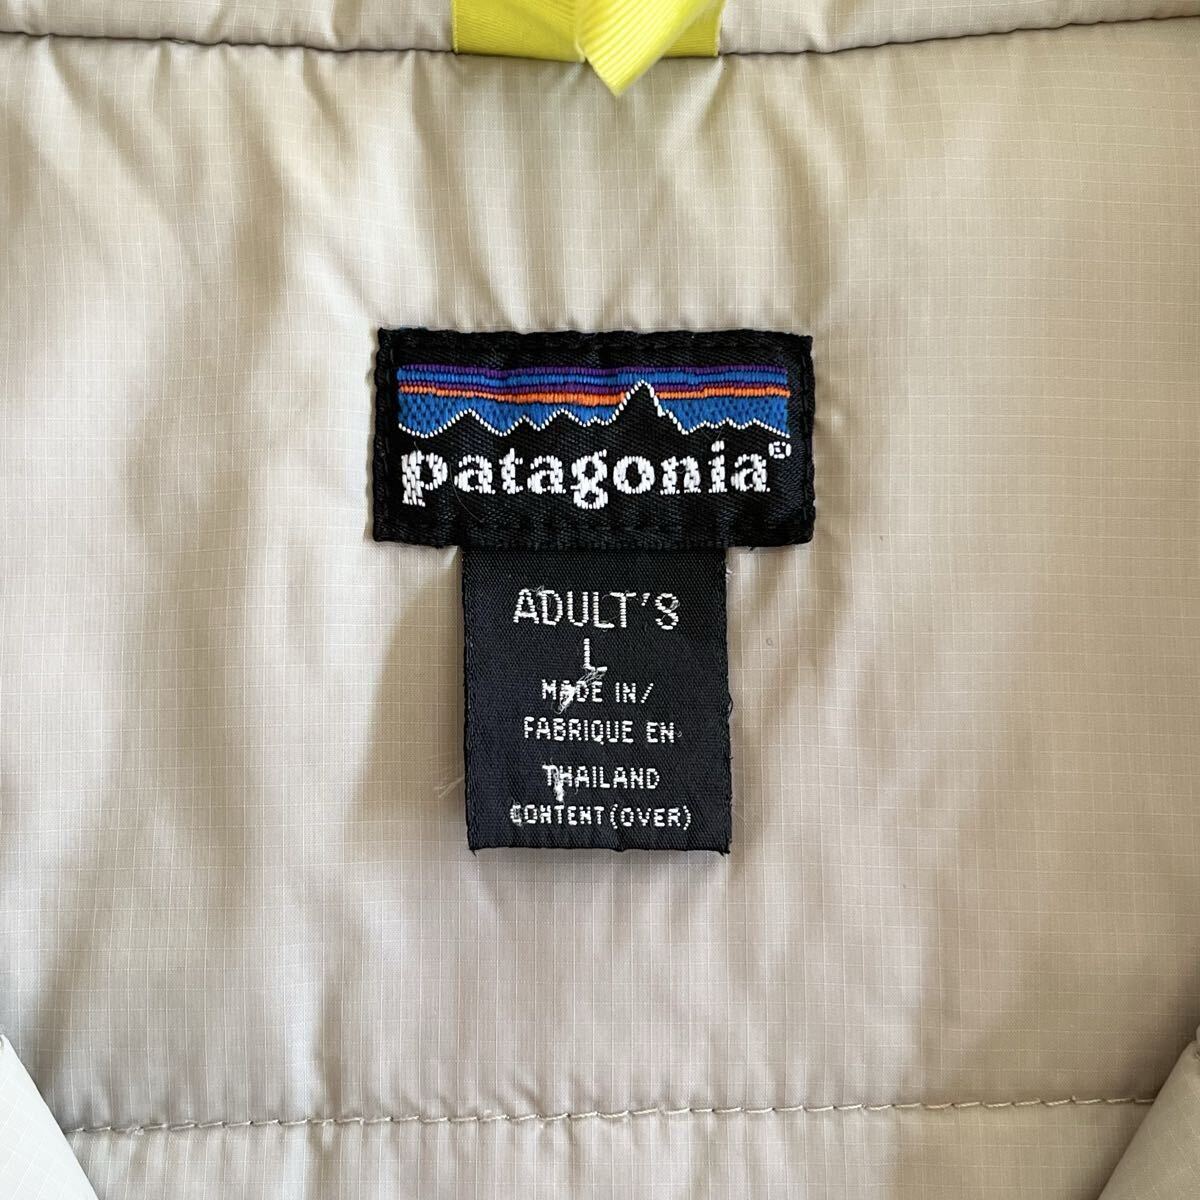 patagonia®
ADULT'S
L
MADE IN/
FABRIQUE EN
THAILAND
CONTENT (OVER)